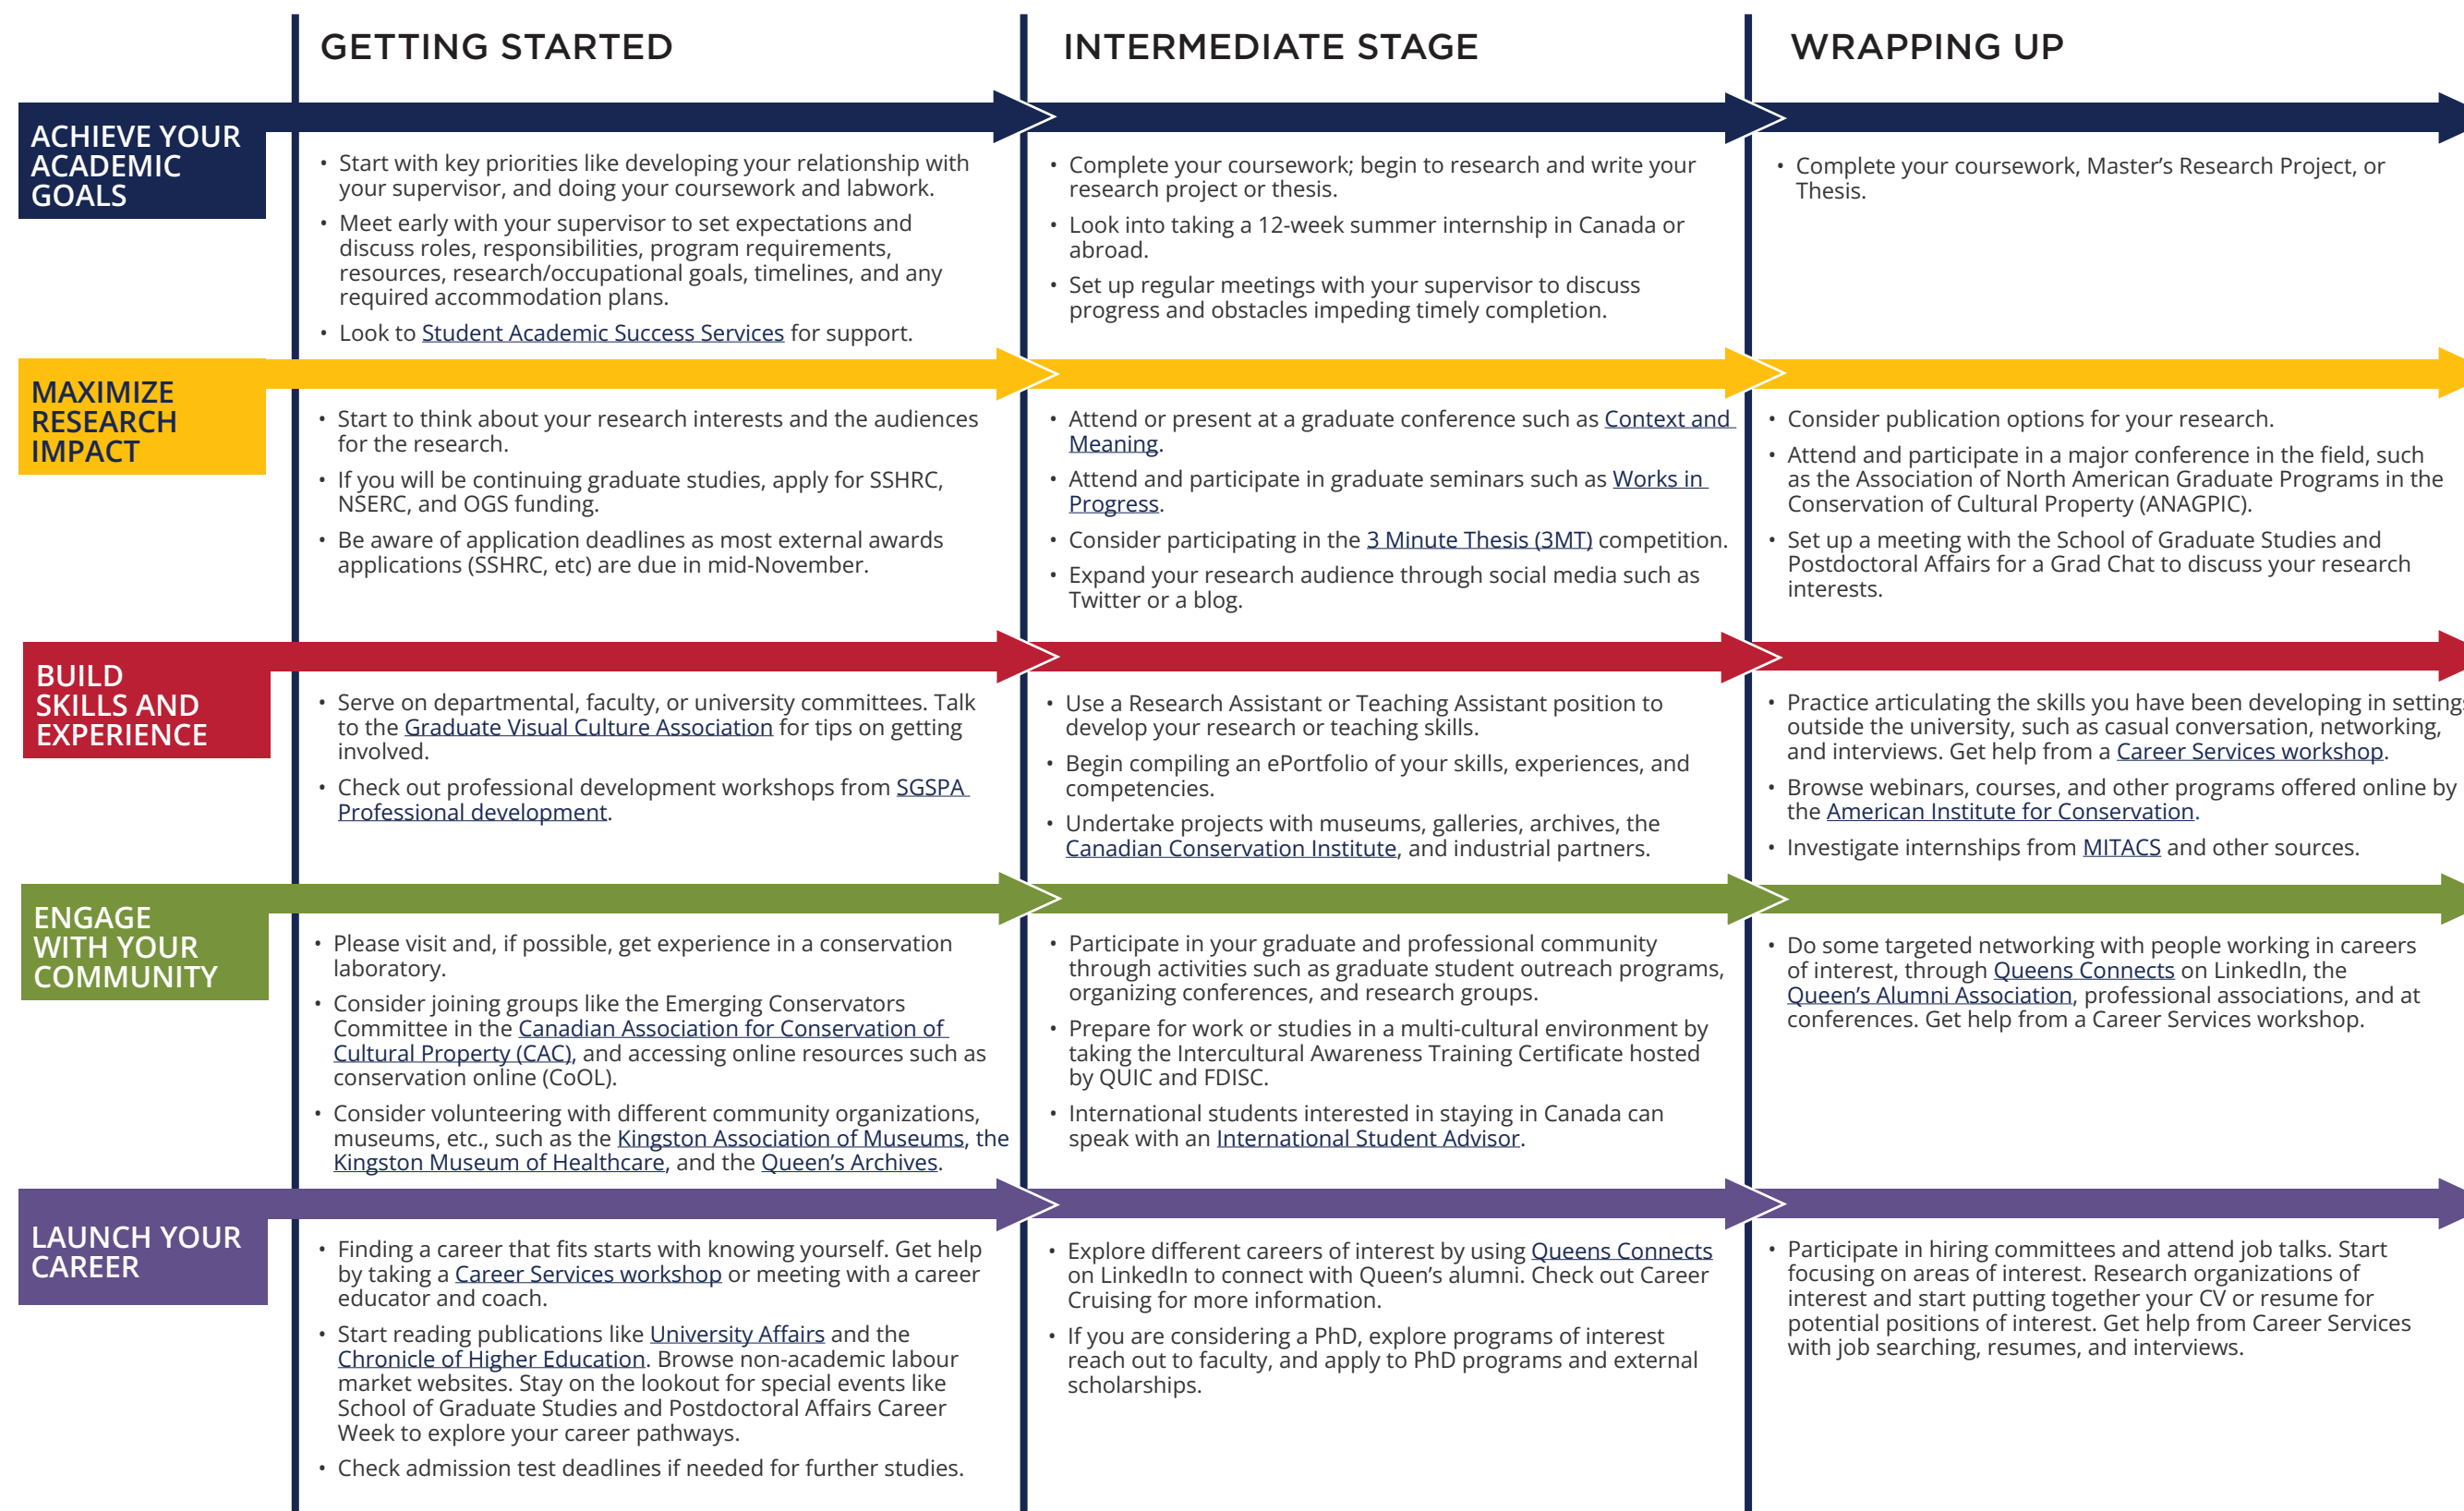 GETTING STARTED
INTERMEDIATE STAGE
WRAPPING UP
ACHIEVE YOUR
ACADEMIC
GOALS
• Start with key priorities like developing your relationship with
your supervisor, and doing your coursework and labwork.
• Meet early with your supervisor to set expectations and
discuss roles, responsibilities, program requirements,
resources, research/occupational goals, timelines, and any
required accommodation plans.
• Look to Student Academic Success Services for support.
• Complete your coursework; begin to research and write your
research project or thesis.
• Look into taking a 12-week summer internship in Canada or
abroad.
• Set up regular meetings with your supervisor to discuss
progress and obstacles impeding timely completion.
• Complete your coursework, Master’s Research Project, or
Thesis.
MAXIMIZE
RESEARCH
IMPACT
• Start to think about your research interests and the audiences
for the research.
• If you will be continuing graduate studies, apply for SSHRC,
NSERC, and OGS funding.
• Be aware of application deadlines as most external awards
applications (SSHRC, etc) are due in mid-November.
• Attend or present at a graduate conference such as Context and
Meaning.
• Attend and participate in graduate seminars such as Works in
Progress.
• Consider participating in the 3 Minute Thesis (3MT) competition.
• Expand your research audience through social media such as
Twitter or a blog.
• Consider publication options for your research.
• Attend and participate in a major conference in the field, such
as the Association of North American Graduate Programs in the
Conservation of Cultural Property (ANAGPIC).
• Set up a meeting with the School of Graduate Studies and
Postdoctoral Affairs for a Grad Chat to discuss your research
interests.
BUILD
SKILLS AND
EXPERIENCE
• Serve on departmental, faculty, or university committees. Talk
to the Graduate Visual Culture Association for tips on getting
involved.
• Check out professional development workshops from SGSPA
Professional development.
• Use a Research Assistant or Teaching Assistant position to
develop your research or teaching skills.
• Begin compiling an ePortfolio of your skills, experiences, and
competencies.
• Undertake projects with museums, galleries, archives, the
Canadian Conservation Institute, and industrial partners.
• Practice articulating the skills you have been developing in settings
outside the university, such as casual conversation, networking,
and interviews. Get help from a Career Services workshop.
• Browse webinars, courses, and other programs offered online by
the American Institute for Conservation.
• Investigate internships from MITACS and other sources.
ENGAGE
WITH YOUR
COMMUNITY
• Please visit and, if possible, get experience in a conservation
laboratory.
• Consider joining groups like the Emerging Conservators
Committee in the Canadian Association for Conservation of
Cultural Property (CAC), and accessing online resources such as
conservation online (CoOL).
• Consider volunteering with different community organizations,
museums, etc., such as the Kingston Association of Museums, the
Kingston Museum of Healthcare, and the Queen’s Archives.
• Participate in your graduate and professional community
through activities such as graduate student outreach programs,
organizing conferences, and research groups.
• Prepare for work or studies in a multi-cultural environment by
taking the Intercultural Awareness Training Certificate hosted
by QUIC and FDISC.
• International students interested in staying in Canada can
speak with an International Student Advisor.
• Do some targeted networking with people working in careers
of interest, through Queens Connects on LinkedIn, the
Queen’s Alumni Association, professional associations, and at
conferences. Get help from a Career Services workshop.
LAUNCH YOUR
CAREER
• Finding a career that fits starts with knowing yourself. Get help
by taking a Career Services workshop or meeting with a career
educator and coach.
• Start reading publications like University Affairs and the
Chronicle of Higher Education. Browse non-academic labour
market websites. Stay on the lookout for special events like
School of Graduate Studies and Postdoctoral Affairs Career
Week to explore your career pathways.
• Check admission test deadlines if needed for further studies.
• Explore different careers of interest by using Queens Connects
on LinkedIn to connect with Queen’s alumni. Check out Career
Cruising for more information.
• If you are considering a PhD, explore programs of interest
reach out to faculty, and apply to PhD programs and external
scholarships.
• Participate in hiring committees and attend job talks. Start
focusing on areas of interest. Research organizations of
interest and start putting together your CV or resume for
potential positions of interest. Get help from Career Services
with job searching, resumes, and interviews.